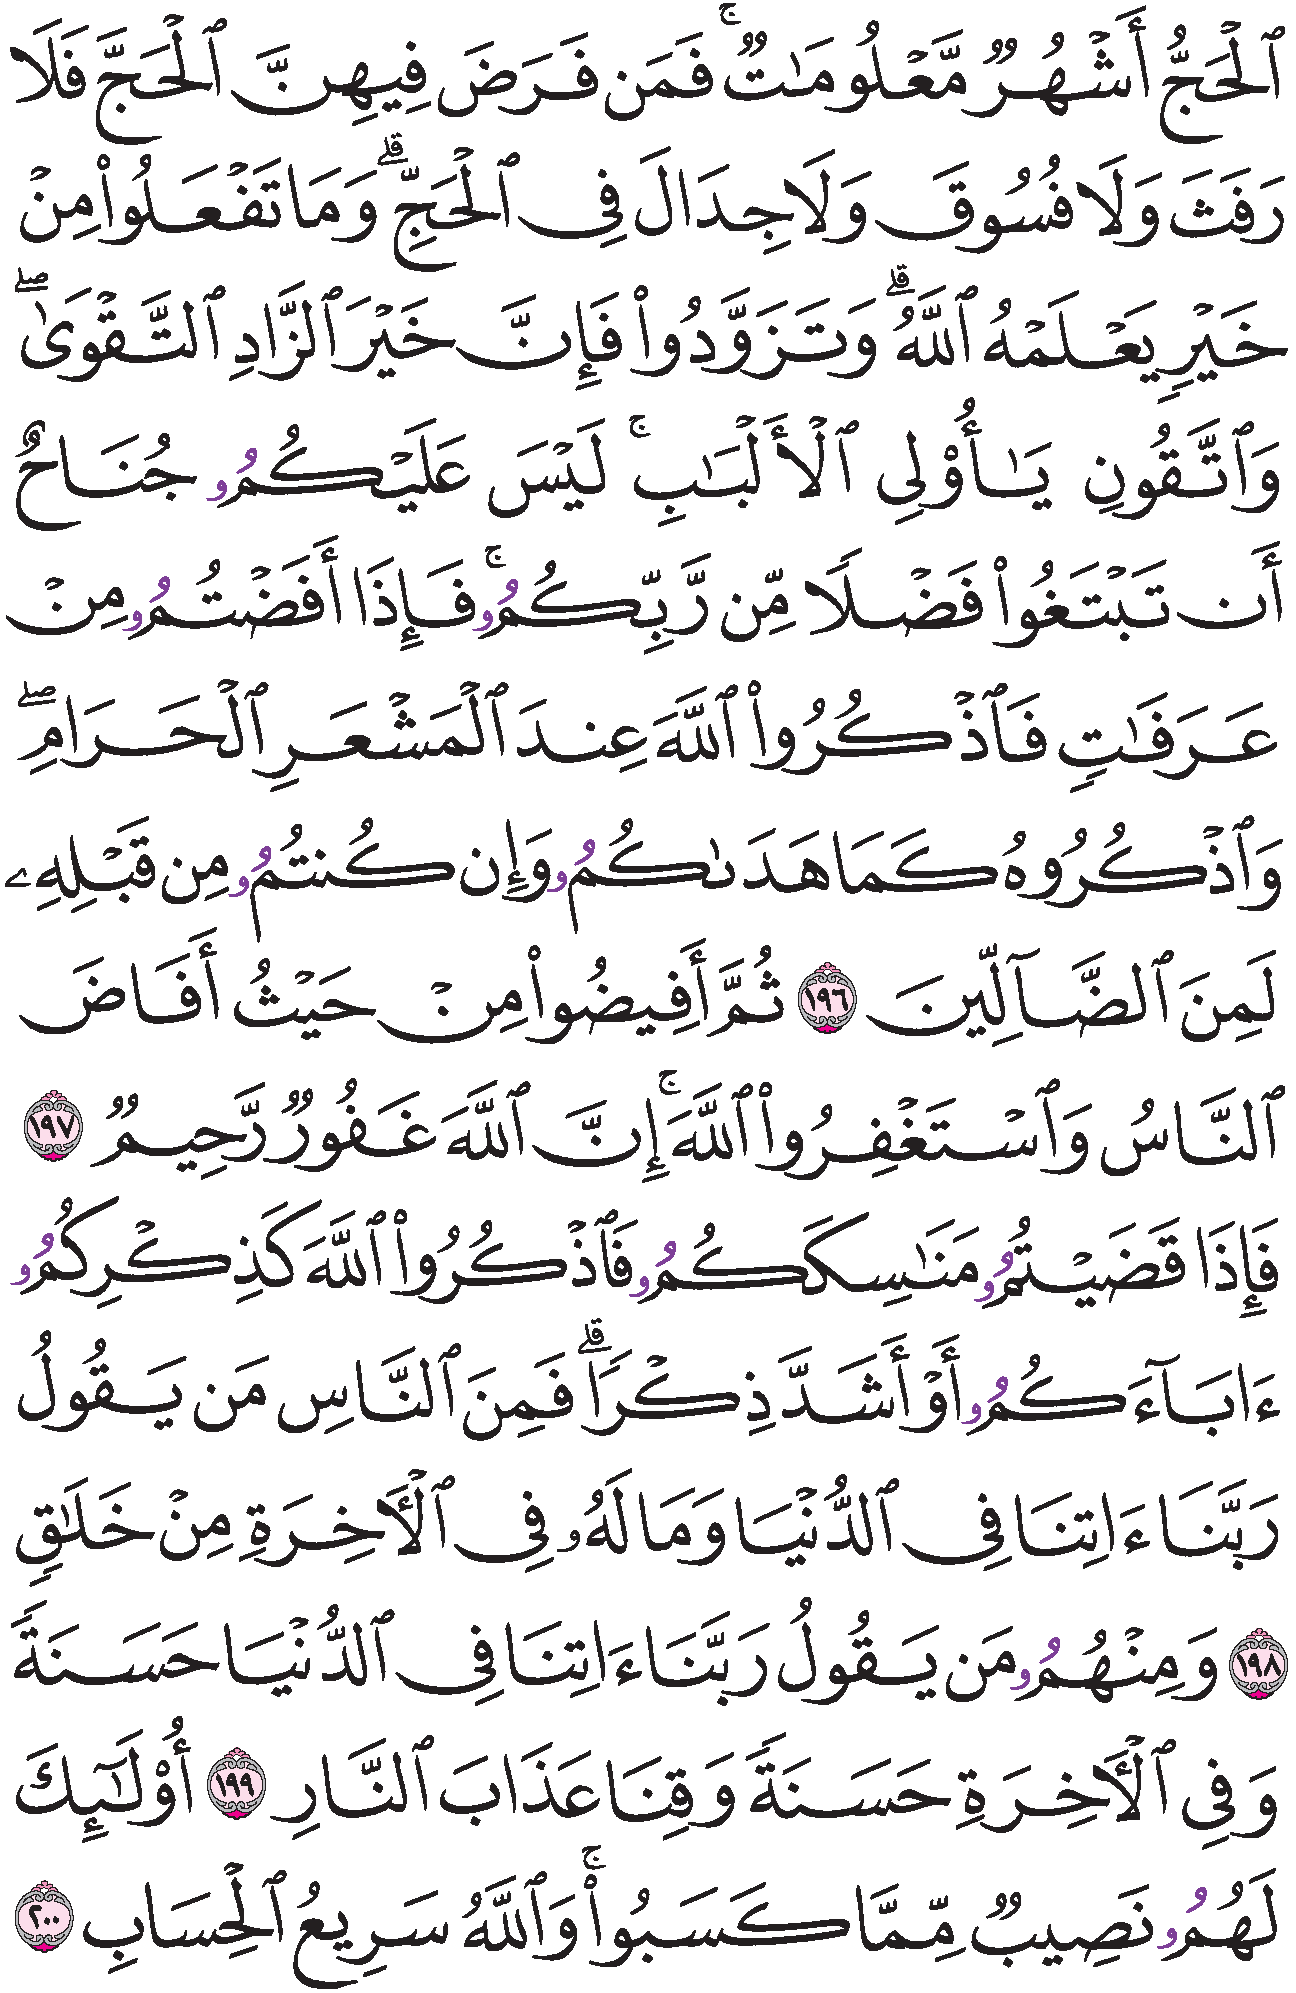 ٱلْحَجُّ أَشْهُرٌ مَّعْلُومَٰتٌ ۚ فَمَن فَرَضَ فِيهِنَّ ٱلْحَجَّ فَلَا
رَفَثَ وَلَا فُسُوقَ وَلَا جِدَالَ فِى ٱلْحَجِّ ۗ وَمَا تَفْعَلُوا۟ مِنْ
خَيْرٍ يَعْلَمْهُ ٱللَّهُ ۗ وَتَزَوَّدُوا۟ فَإِنَّ خَيْرَ ٱلزَّادِ ٱلتَّقْوَىٰ ۖ
وَٱتَّقُونِ يَٰأُو۟لِى ٱلْأَلْبَٰبِ ۚ لَيْسَ عَلَيْكُمُۥ جُنَاحٌ
أَن تَبْتَغُوا۟ فَضْلًا مِّن رَّبِّكُمُۥ ۚ فَإِذَا أَفَضْتُمُۥ مِنْ
عَرَفَٰتٍ فَٱذْكُرُوا۟ ٱللَّهَ عِندَ ٱلْمَشْعَرِ ٱلْحَرَامِ ۖ
وَٱذْكُرُوهُ كَمَا هَدَىٰكُمُۥ وَإِن كُنتُمُۥ مِن قَبْلِهِۦ
لَمِنَ ٱلضَّآلِّينَ ١٩٦ ثُمَّ أَفِيضُوا۟ مِنْ حَيْثُ أَفَاضَ
ٱلنَّاسُ وَٱسْتَغْفِرُوا۟ ٱللَّهَ ۚ إِنَّ ٱللَّهَ غَفُورٌ رَّحِيمٌ ١٩٧
فَإِذَا قَضَيْتُمُۥ مَنَٰسِكَكُمُۥ فَٱذْكُرُوا۟ ٱللَّهَ كَذِكْرِكُمُۥ
ءَابَآءَكُمُۥ أَوْ أَشَدَّ ذِكْرًا ۗ فَمِنَ ٱلنَّاسِ مَن يَقُولُ
رَبَّنَا ءَاتِنَا فِى ٱلدُّنْيَا وَمَا لَهُۥ فِى ٱلْأَخِرَةِ مِنْ خَلَٰقٍ
١٩٨ وَمِنْهُمُۥ مَن يَقُولُ رَبَّنَا ءَاتِنَا فِى ٱلدُّنْيَا حَسَنَةً
وَفِى ٱلْأَخِرَةِ حَسَنَةً وَقِنَا عَذَابَ ٱلنَّارِ ١٩٩ أُو۟لَٰٓئِكَ
لَهُمُۥ نَصِيبٌ مِّمَّا كَسَبُوا۟ ۚ وَٱللَّهُ سَرِيعُ ٱلْحِسَابِ ٢٠٠